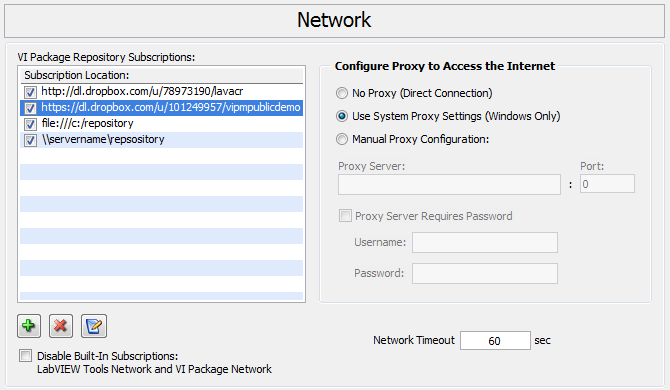 Network
VI Package Repository Subscriptions:
Subscription Location:
http://dl.dropbox.com/u/78973190/lavacr
https://dl.dropbox.com/u/101249957/vipmpublicdemo
file:///c:/repository
\\servername\repsository
Disable Built-In Subscriptions:
LabVIEW Tools Network and VI Package Network
Configure Proxy to Access the Internet
No Proxy (Direct Connection)
Use System Proxy Settings (Windows Only)
Manual Proxy Configuration:
Proxy Server: Port:
: 0
Proxy Server Requires Password
Username:
Password:
Network Timeout 60 sec